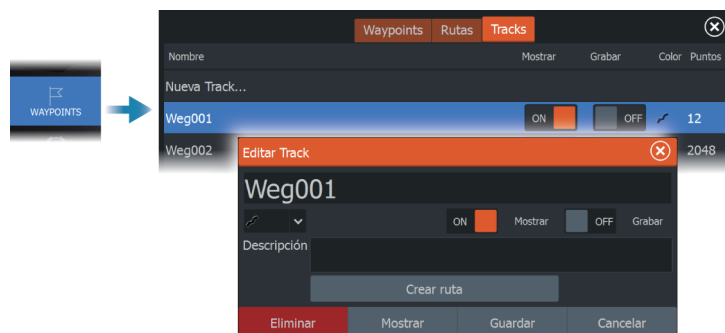 Waypoints Rutas Tracks
Nombre Mostrar Grabar Color Puntos
Nueva Track...
WAYPOINTS
Weg001 ON OFF 12
Weg002 2048
Editar Track
Weg001
ON Mostrar OFF Grabar
Descripción
Crear ruta
Eliminar Mostrar Guardar Cancelar